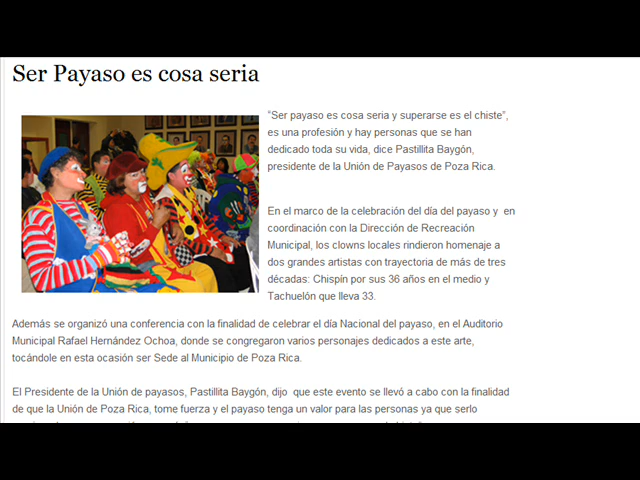 Ser Payaso es cosa seria
“Ser payaso es cosa seria y superarse es el chiste”,
es una profesión y hay personas que se han
dedicado toda su vida, dice Pastillita Baygón,
presidente de la Unión de Payasos de Poza Rica.
En el marco de la celebración del día del payaso y en
coordinación con la Dirección de Recreación
Municipal, los clowns locales rindieron homenaje a
dos grandes artistas con trayectoria de más de tres
décadas: Chispín por sus 36 años en el medio y
Tachuelón que lleva 33.
Además se organizó una conferencia con la finalidad de celebrar el día Nacional del payaso, en el Auditorio
Municipal Rafael Hernández Ochoa, donde se congregaron varios personajes dedicados a este arte,
tocándole en esta ocasión ser Sede al Municipio de Poza Rica.
El Presidente de la Unión de payasos, Pastillita Baygón, dijo que este evento se llevó a cabo con la finalidad
de que la Unión de Poza Rica, tome fuerza y el payaso tenga un valor para las personas ya que serlo